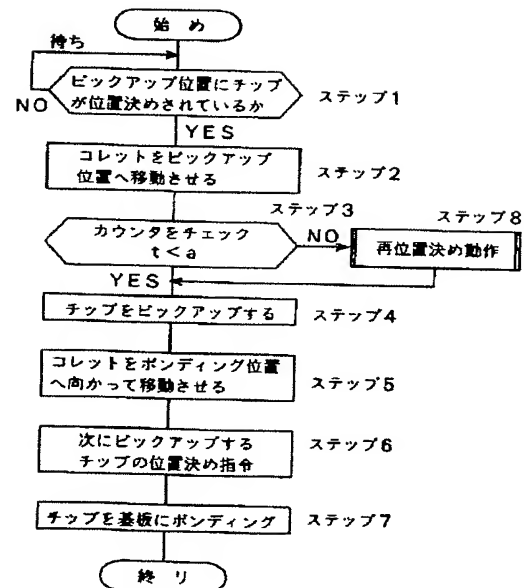 始め
待ち
ピックアップ位置にチップ
が位置決めされているか
ステップ1
NO
YES
コレットをピックアップ
位置へ移動させる
ステップ2
ステップ3
ステップ8
カウンタをチェック
t<a
NO
再位置決め動作
YES
チップをピックアップする
ステップ4
コレットをボンディング位置
へ向かって移動させる
ステップ5
次にピックアップする
チップの位置決め指令
ステップ6
チップを基板にボンディング
ステップ7
終リ